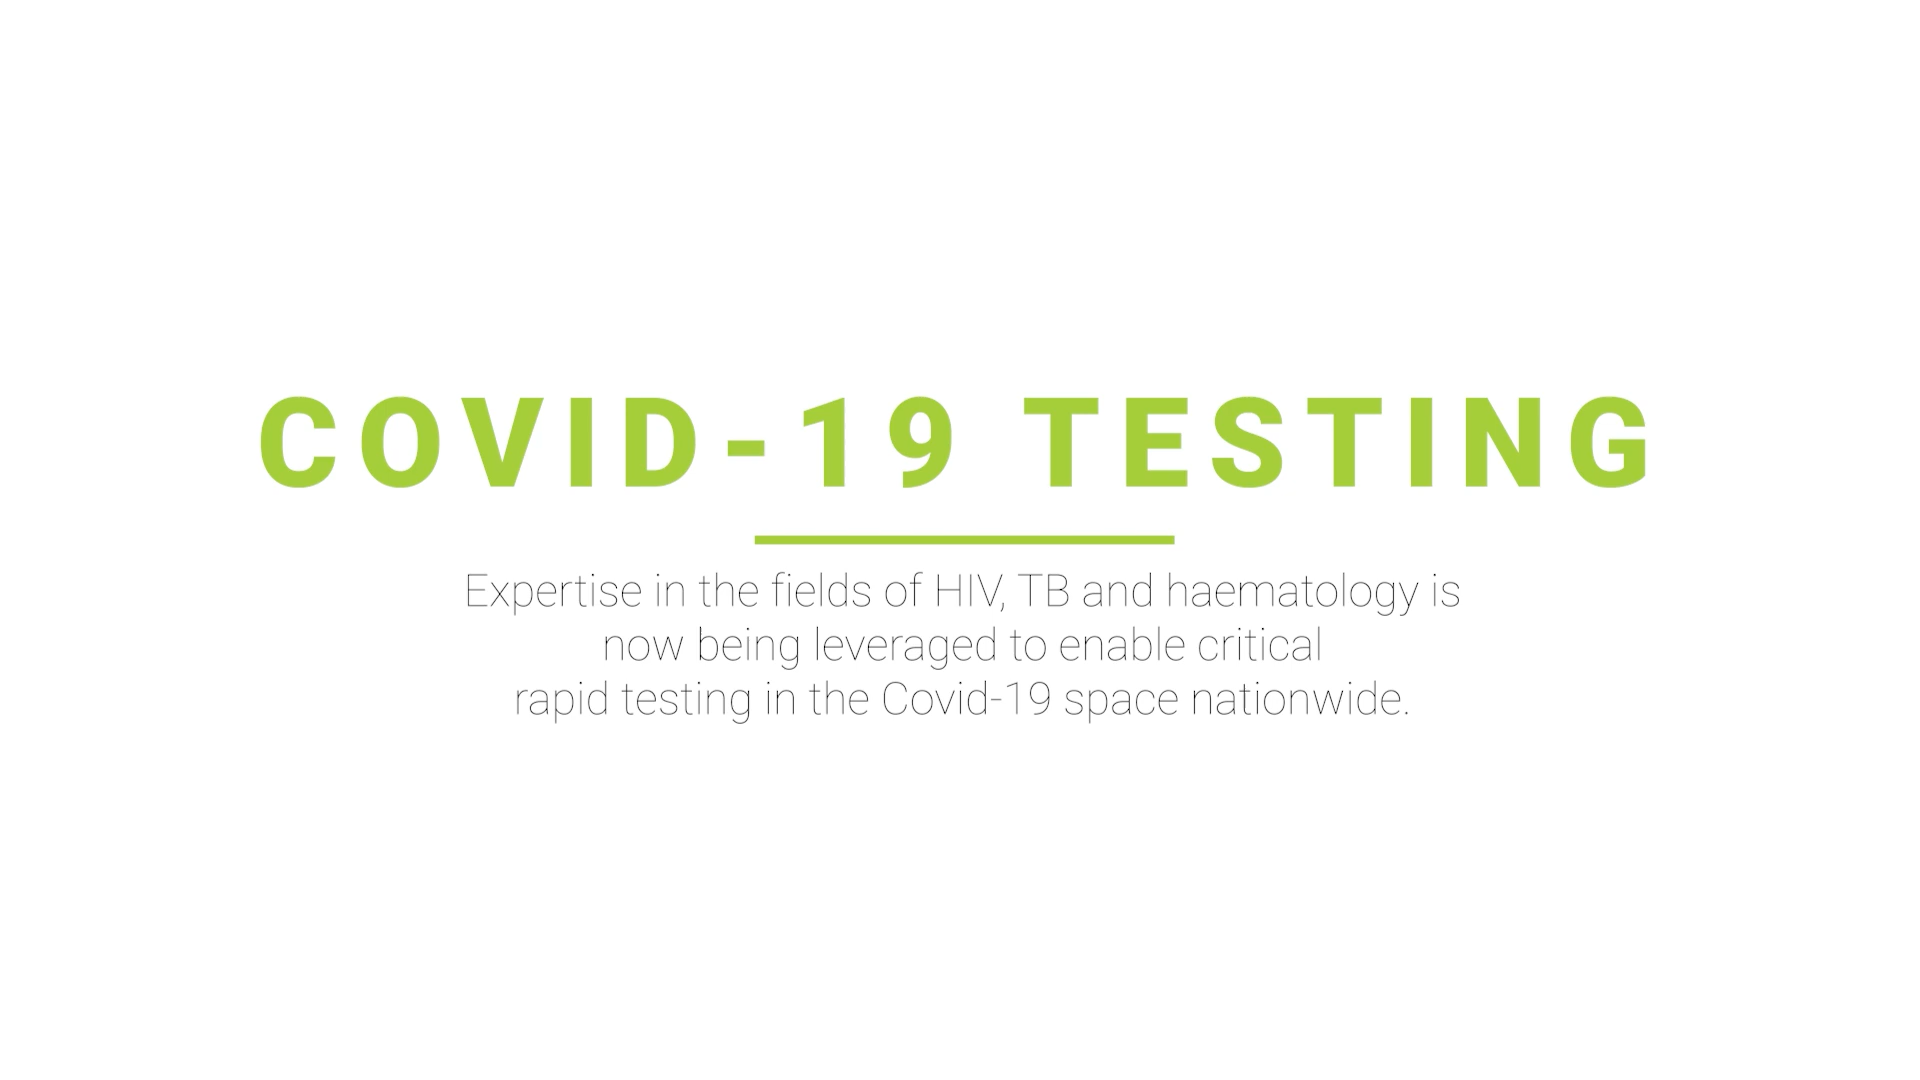 COVID-19 TESTING
Expertise in the fields of HIV, TB and haematology is
now being leveraged to enable critical
rapid testing in the Covid-19 space nationwide.